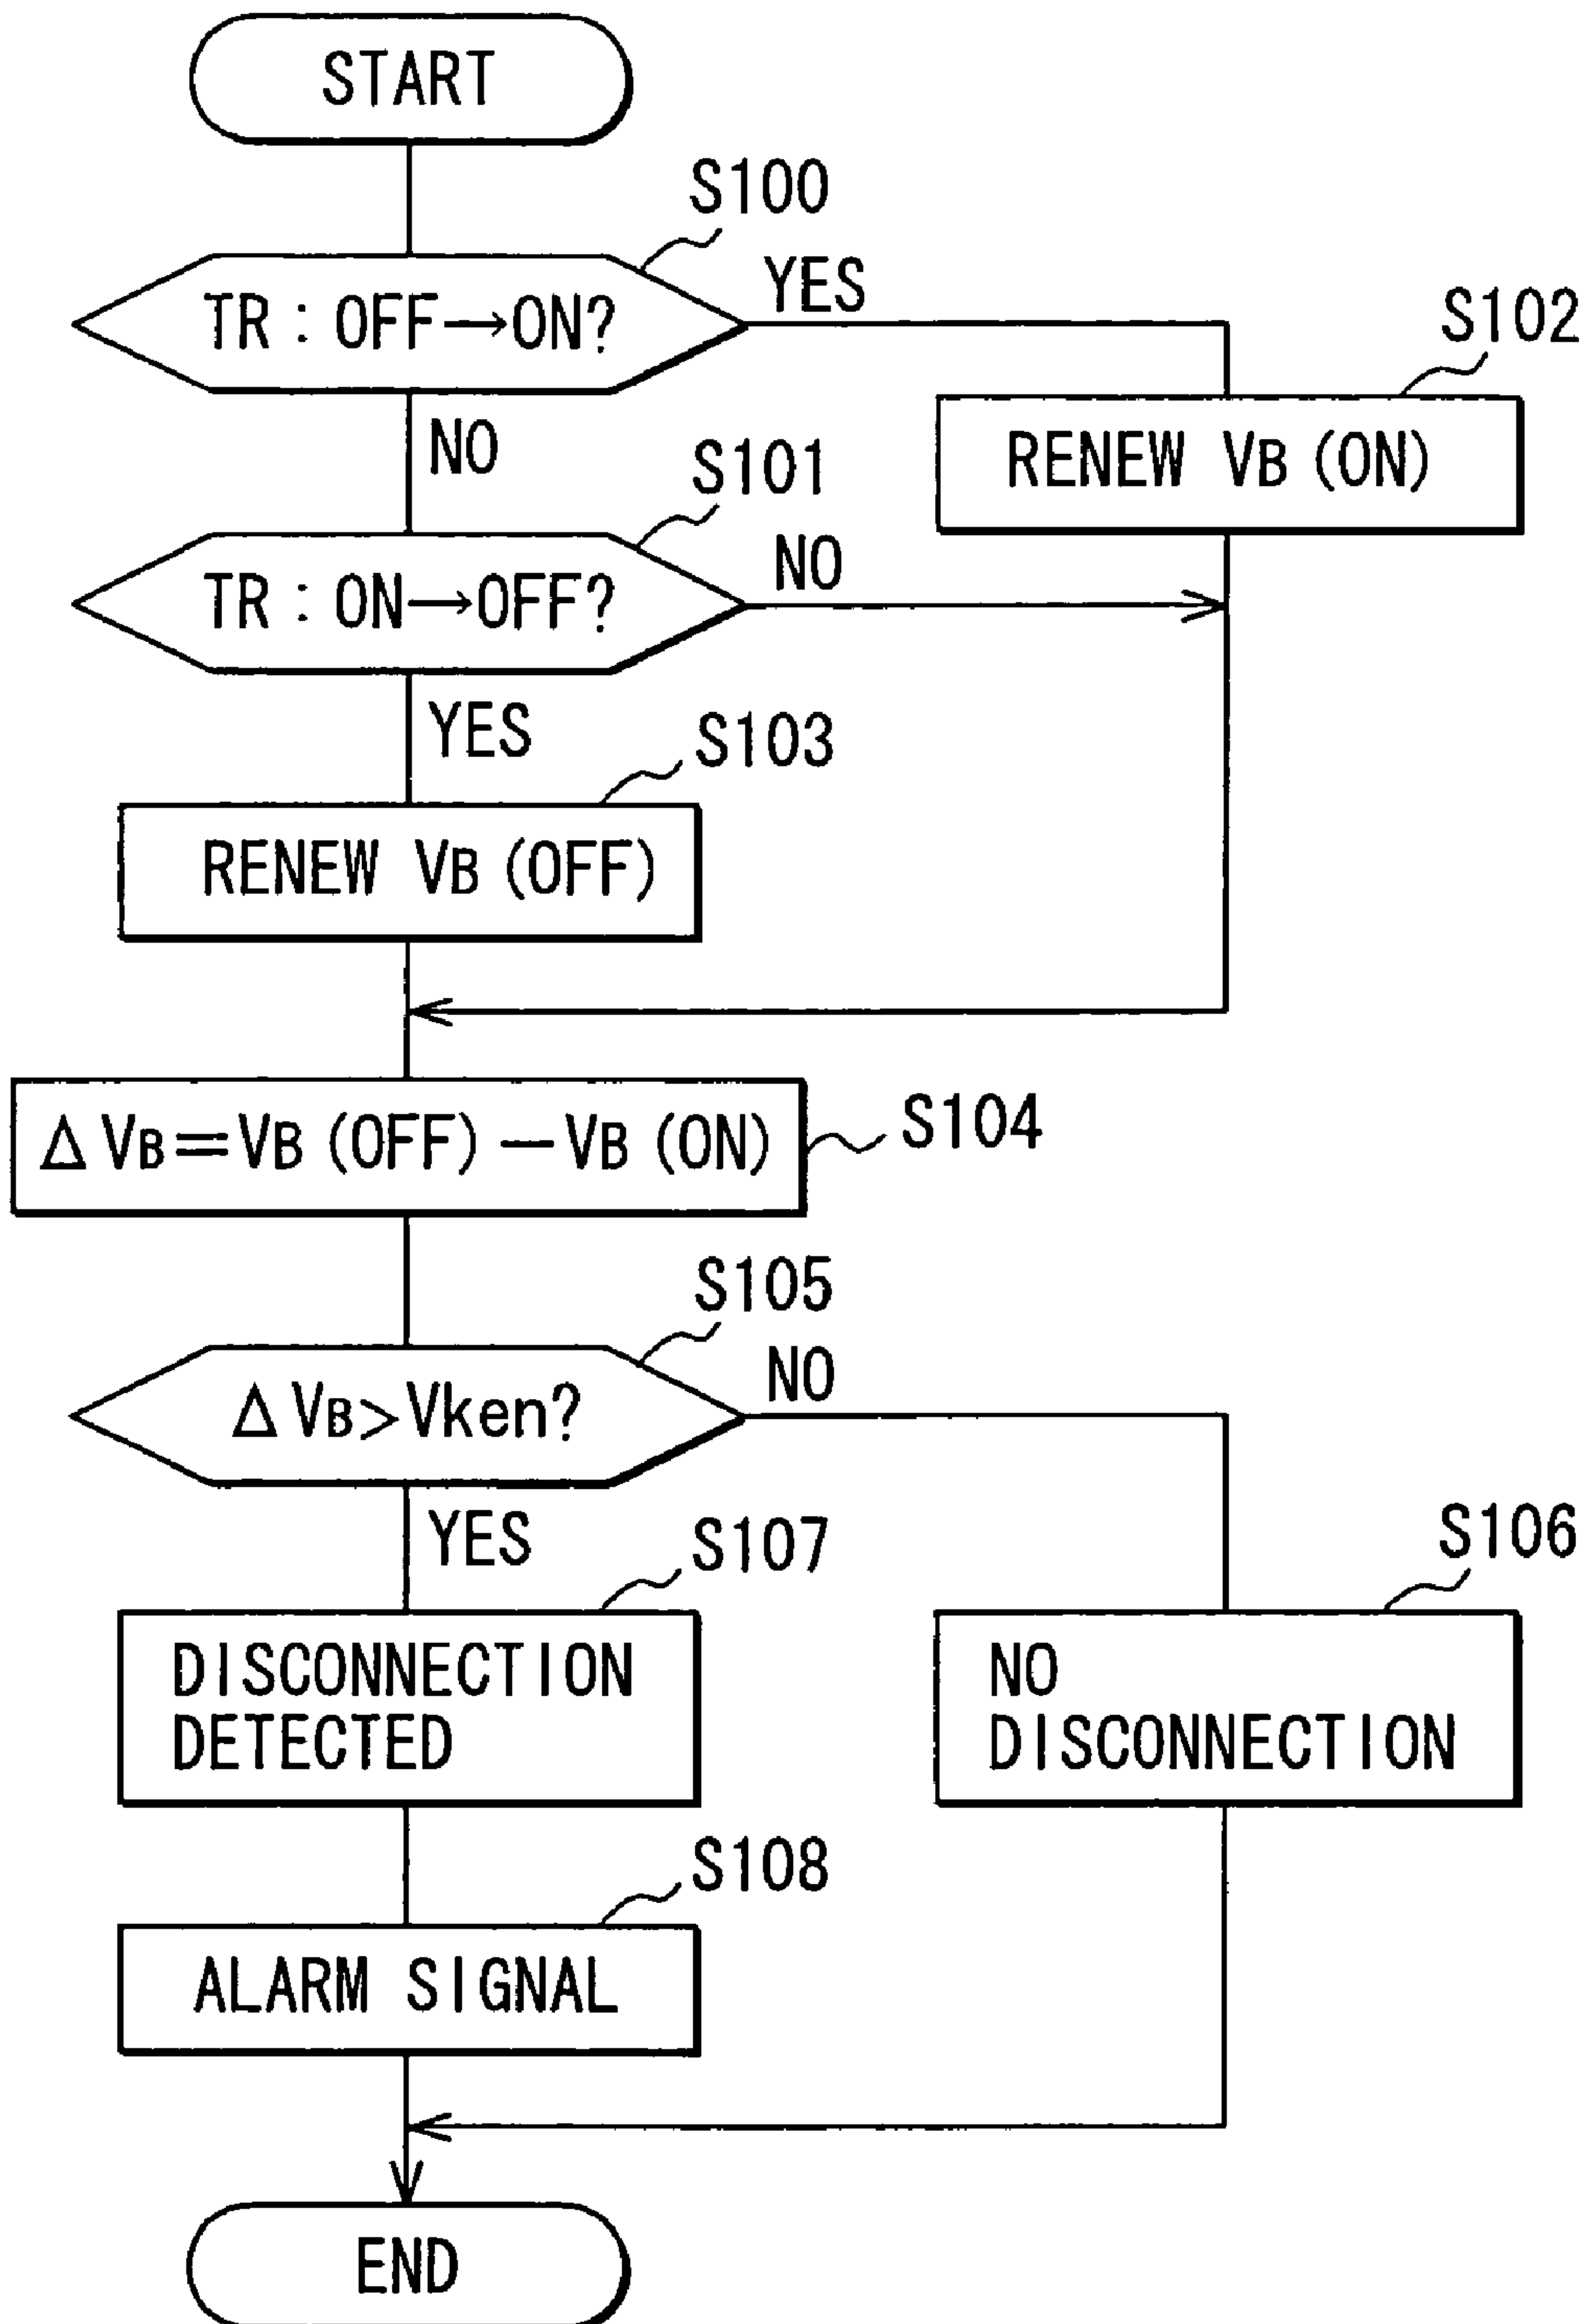 START
S100
TR : OFF→ON?
YES
S102
RENEW VB (ON)
NO
S101
TR : ON→OFF?
NO
YES
S103
RENEW VB (OFF)
Δ VB=VB (OFF) − VB (ON)
S104
S105
Δ VB>Vken?
NO
YES
S107
S106
DISCONNECTION
DETECTED
NO
DISCONNECTION
S108
ALARM SIGNAL
END